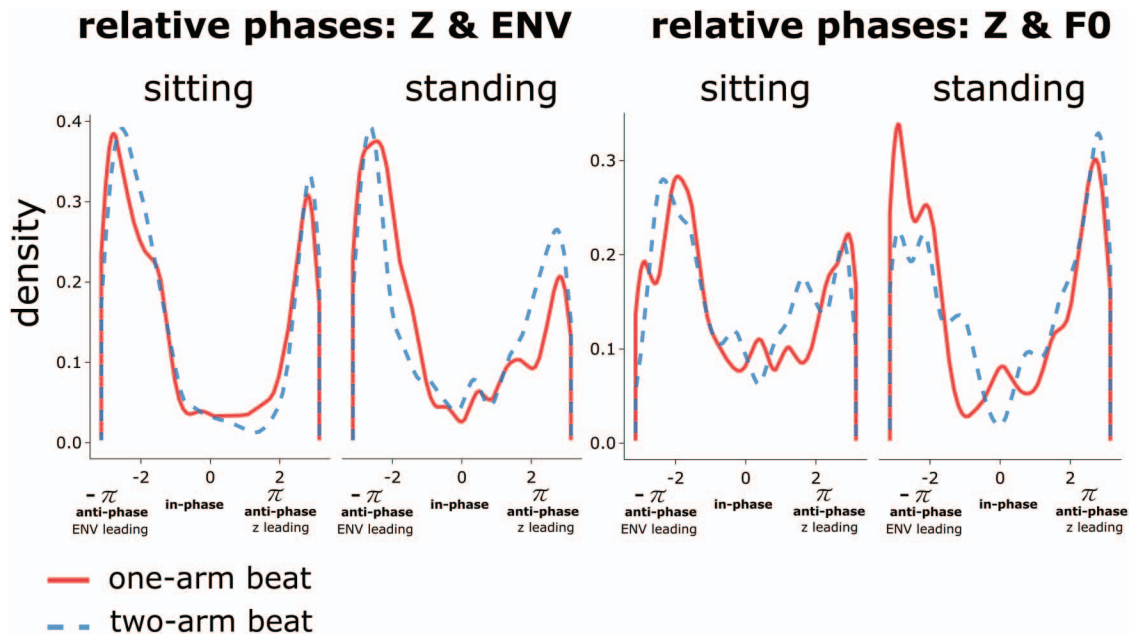 relative phases: Z & ENV
relative phases: Z & F0
sitting
standing
sitting
standing
density
0.4
0.3
0.2
0.1
0.0
0.3
0.2
0.1
0.0
-2 0 2
-2 0 2
-2 0 2
-2 0 2
- π
anti-phase
ENV leading
in-phase
π
anti-phase
z leading
- π
anti-phase
ENV leading
in-phase
π
anti-phase
z leading
- π
anti-phase
ENV leading
in-phase
π
anti-phase
z leading
- π
anti-phase
ENV leading
in-phase
π
anti-phase
z leading
one-arm beat
two-arm beat